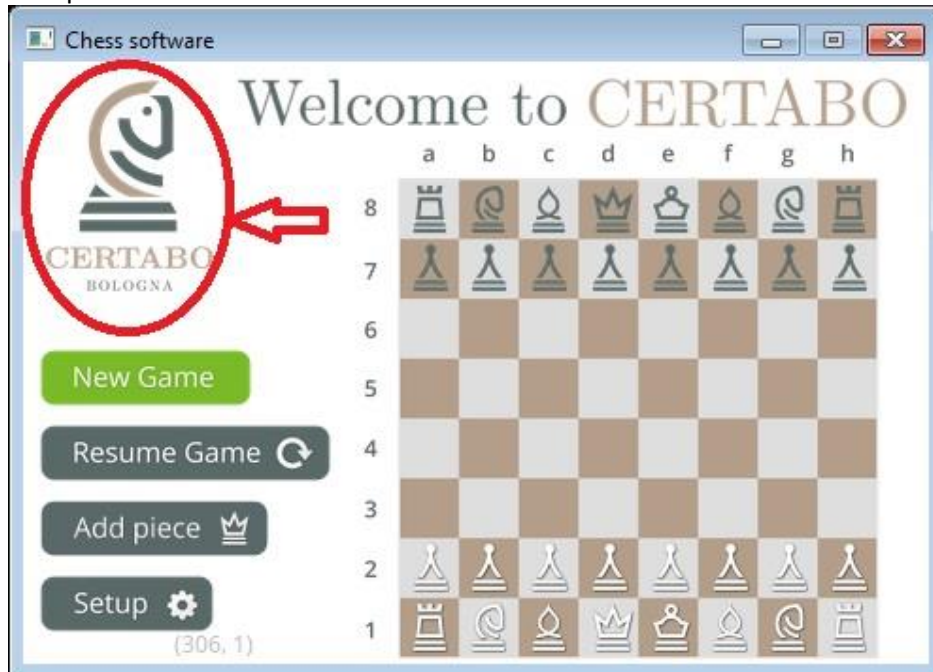 Chess software
Welcome to CERTABO
CERTABO
BOLOGNA
a b c d e f g h
8
7
6
5
4
3
2
1
New Game
Resume Game
Add piece
Setup
(306, 1)